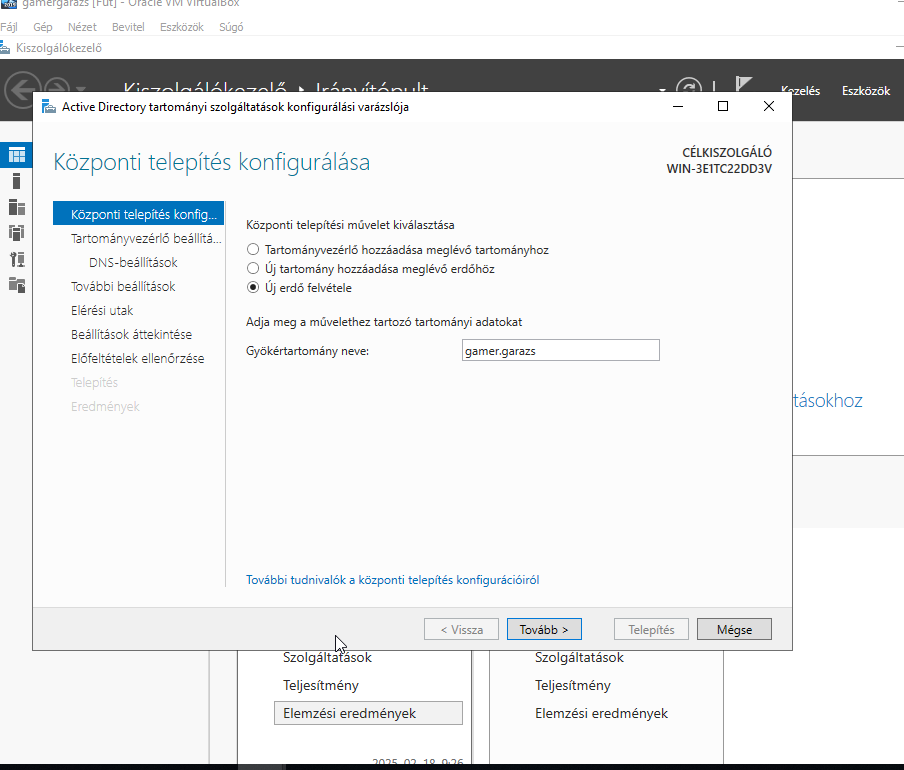 gamergarazs [Fut] - Oracle VM VirtualBox
Fájl Gép Nézet Bevitel Eszközök Súgó
Kiszolgálókezelő
Kiszolgálókezelő Irányítópult
Kezelés Eszközök
Active Directory tartományi szolgáltatások konfigurálási varázslója
Központi telepítés konfigurálása
CÉLKISZOLGÁLÓ
WIN-3E1TC22DD3V
Központi telepítés konfig...
Tartományvezérlő beállítá...
DNS-beállítások
További beállítások
Elérési utak
Beállítások áttekintése
Előfeltételek ellenőrzése
Telepítés
Eredmények
Központi telepítési művelet kiválasztása
Tartományvezérlő hozzáadása meglévő tartományhoz
Új tartomány hozzáadása meglévő erdőhöz
Új erdő felvétele
Adja meg a művelethez tartozó tartományi adatokat
Gyökértartomány neve: gamer.garazs
További tudnivalók a központi telepítés konfigurációiról
< Vissza Tovább > Telepítés Mégse
tásokhoz
Szolgáltatások
Teljesítmény
Elemzési eredmények
2025. 02. 18. 9:26
Szolgáltatások
Teljesítmény
Elemzési eredmények